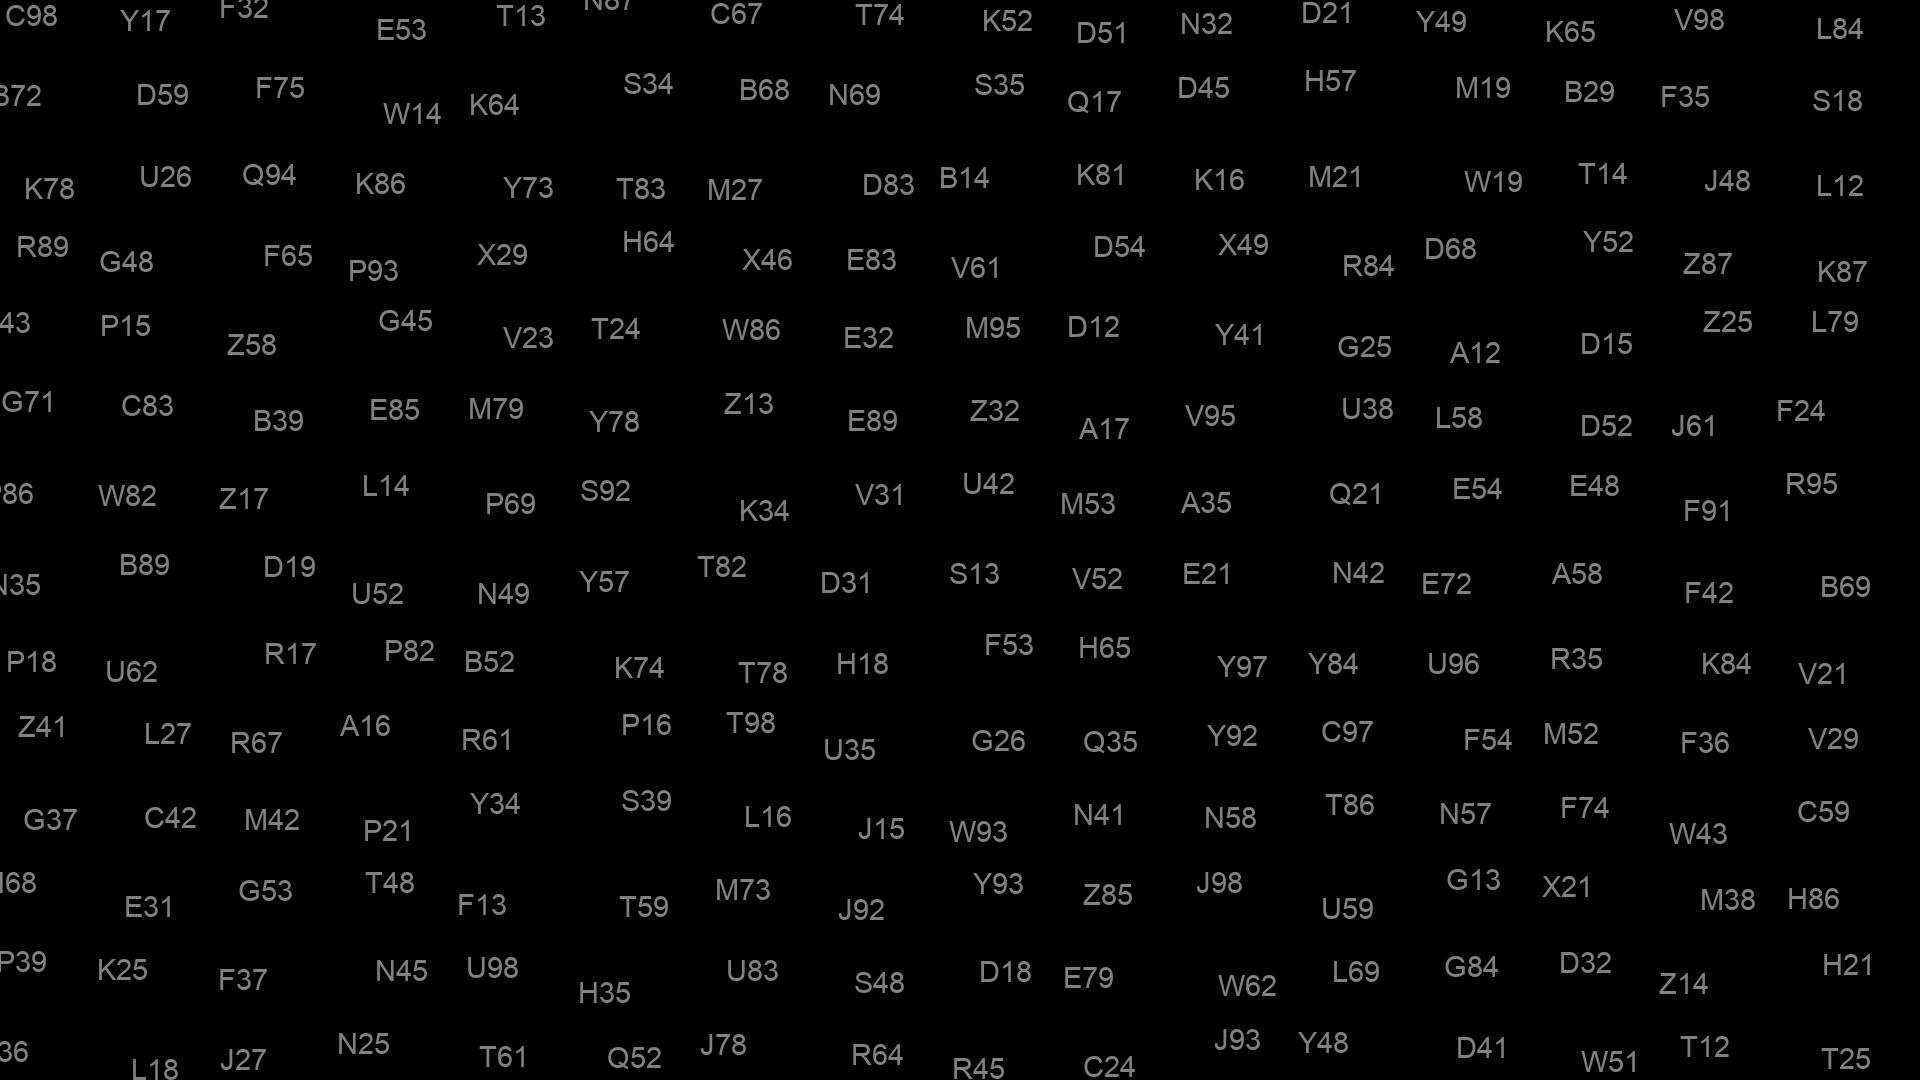 C98 Y17 F32 E53 T13 N87 C67 T74 K52 D51 N32 D21 Y49 K65 V98 L84
B72 D59 F75 W14 K64 S34 B68 N69 S35 Q17 D45 H57 M19 B29 F35 S18
K78 U26 Q94 K86 Y73 T83 M27 D83 B14 K81 K16 M21 W19 T14 J48 L12
R89 G48 F65 P93 X29 H64 X46 E83 V61 D54 X49 R84 D68 Y52 Z87 K87
43 P15 Z58 G45 V23 T24 W86 E32 M95 D12 Y41 G25 A12 D15 Z25 L79
G71 C83 B39 E85 M79 Y78 Z13 E89 Z32 A17 V95 U38 L58 D52 J61 F24
86 W82 Z17 L14 P69 S92 K34 V31 U42 M53 A35 Q21 E54 E48 F91 R95
N35 B89 D19 U52 N49 Y57 T82 D31 S13 V52 E21 N42 E72 A58 F42 B69
P18 U62 R17 P82 B52 K74 T78 H18 F53 H65 Y97 Y84 U96 R35 K84 V21
Z41 L27 R67 A16 R61 P16 T98 U35 G26 Q35 Y92 C97 F54 M52 F36 V29
G37 C42 M42 P21 Y34 S39 L16 J15 W93 N41 N58 T86 N57 F74 W43 C59
68 E31 G53 T48 F13 T59 M73 J92 Y93 Z85 J98 U59 G13 X21 M38 H86
P39 K25 F37 N45 U98 H35 U83 S48 D18 E79 W62 L69 G84 D32 Z14 H21
36 L18 J27 N25 T61 Q52 J78 R64 R45 C24 J93 Y48 D41 W51 T12 T25